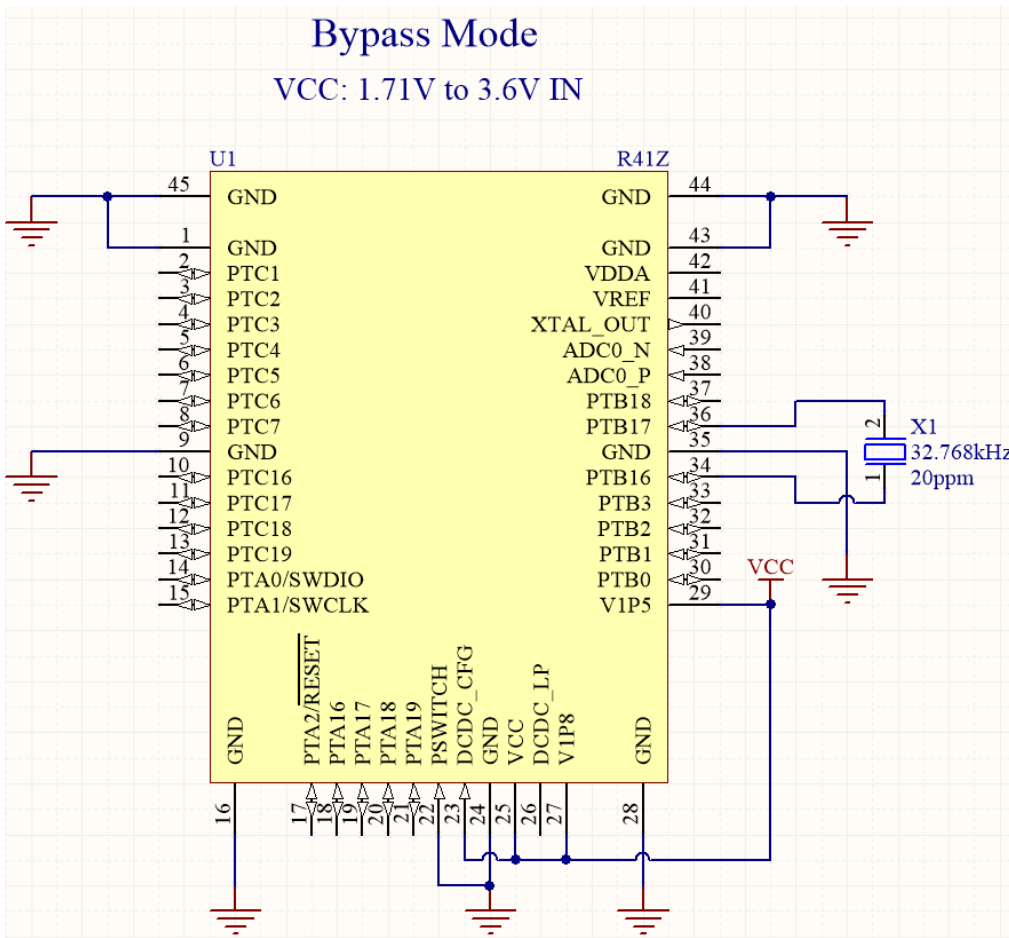 Bypass Mode
VCC: 1.71V to 3.6V IN
U1 R41Z
45 GND GND 44
1 GND GND 43
2 PTC1 VDDA 42
3 PTC2 VREF 41
4 PTC3 XTAL_OUT 40
5 PTC4 ADC0_N 39
6 PTC5 ADC0_P 38
7 PTC6 PTB18 37
8 PTC7 PTB17 36
9 GND GND 35
10 PTC16 PTB16 34
11 PTC17 PTB3 33
12 PTC18 PTB2 32
13 PTC19 PTB1 31
14 PTA0/SWDIO PTB0 30
15 PTA1/SWCLK V1P5 29
2 X1
32.768kHz
1 20ppm
VCC
GND 16
PTA2/RESET 17
PTA16 18
PTA17 19
PTA18 20
PTA19 21
PSWITCH 22
DCDC_CFG 23
GND 24
VCC 25
DCDC_LP 26
V1P8 27
GND 28